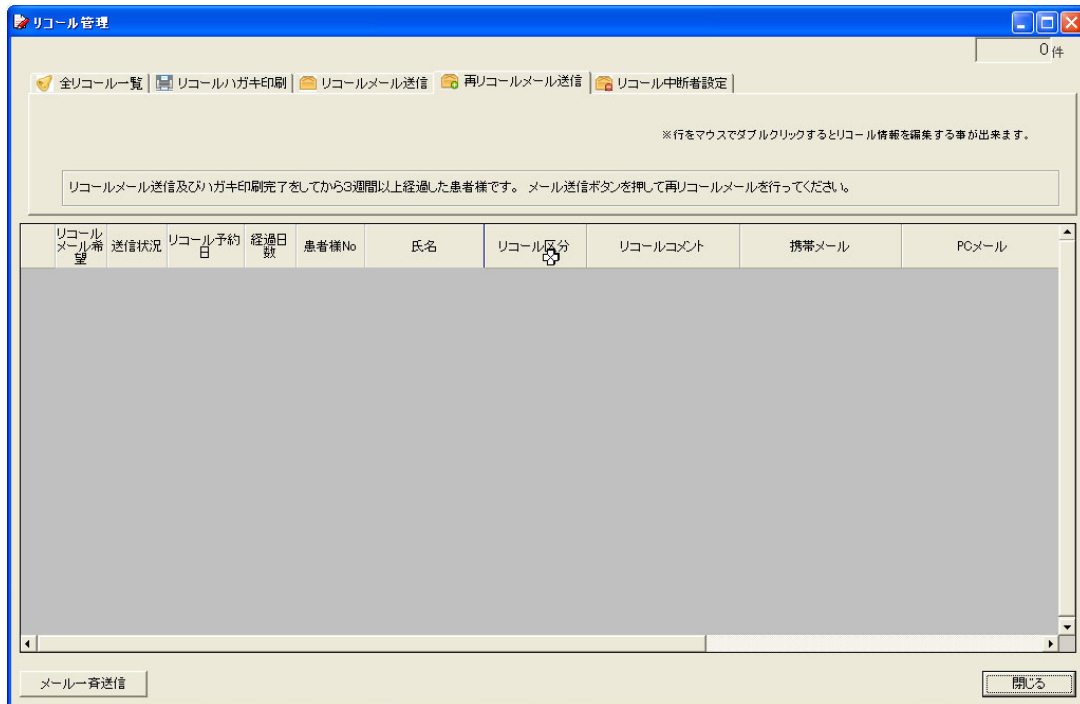 リコール管理
0件
全リコール一覧 リコールハガキ印刷 リコールメール送信 再リコールメール送信 リコール中断者設定
※行をマウスでダブルクリックするとリコール情報を編集する事が出来ます。
リコールメール送信及びハガキ印刷完了をしてから3週間以上経過した患者様です。 メール送信ボタンを押して再リコールメールを行ってください。
リコールメール希望 送信状況 リコール予約日 経過日数 患者様No 氏名 リコール区分 リコールコメント 携帯メール PCメール
メール一斉送信 閉じる